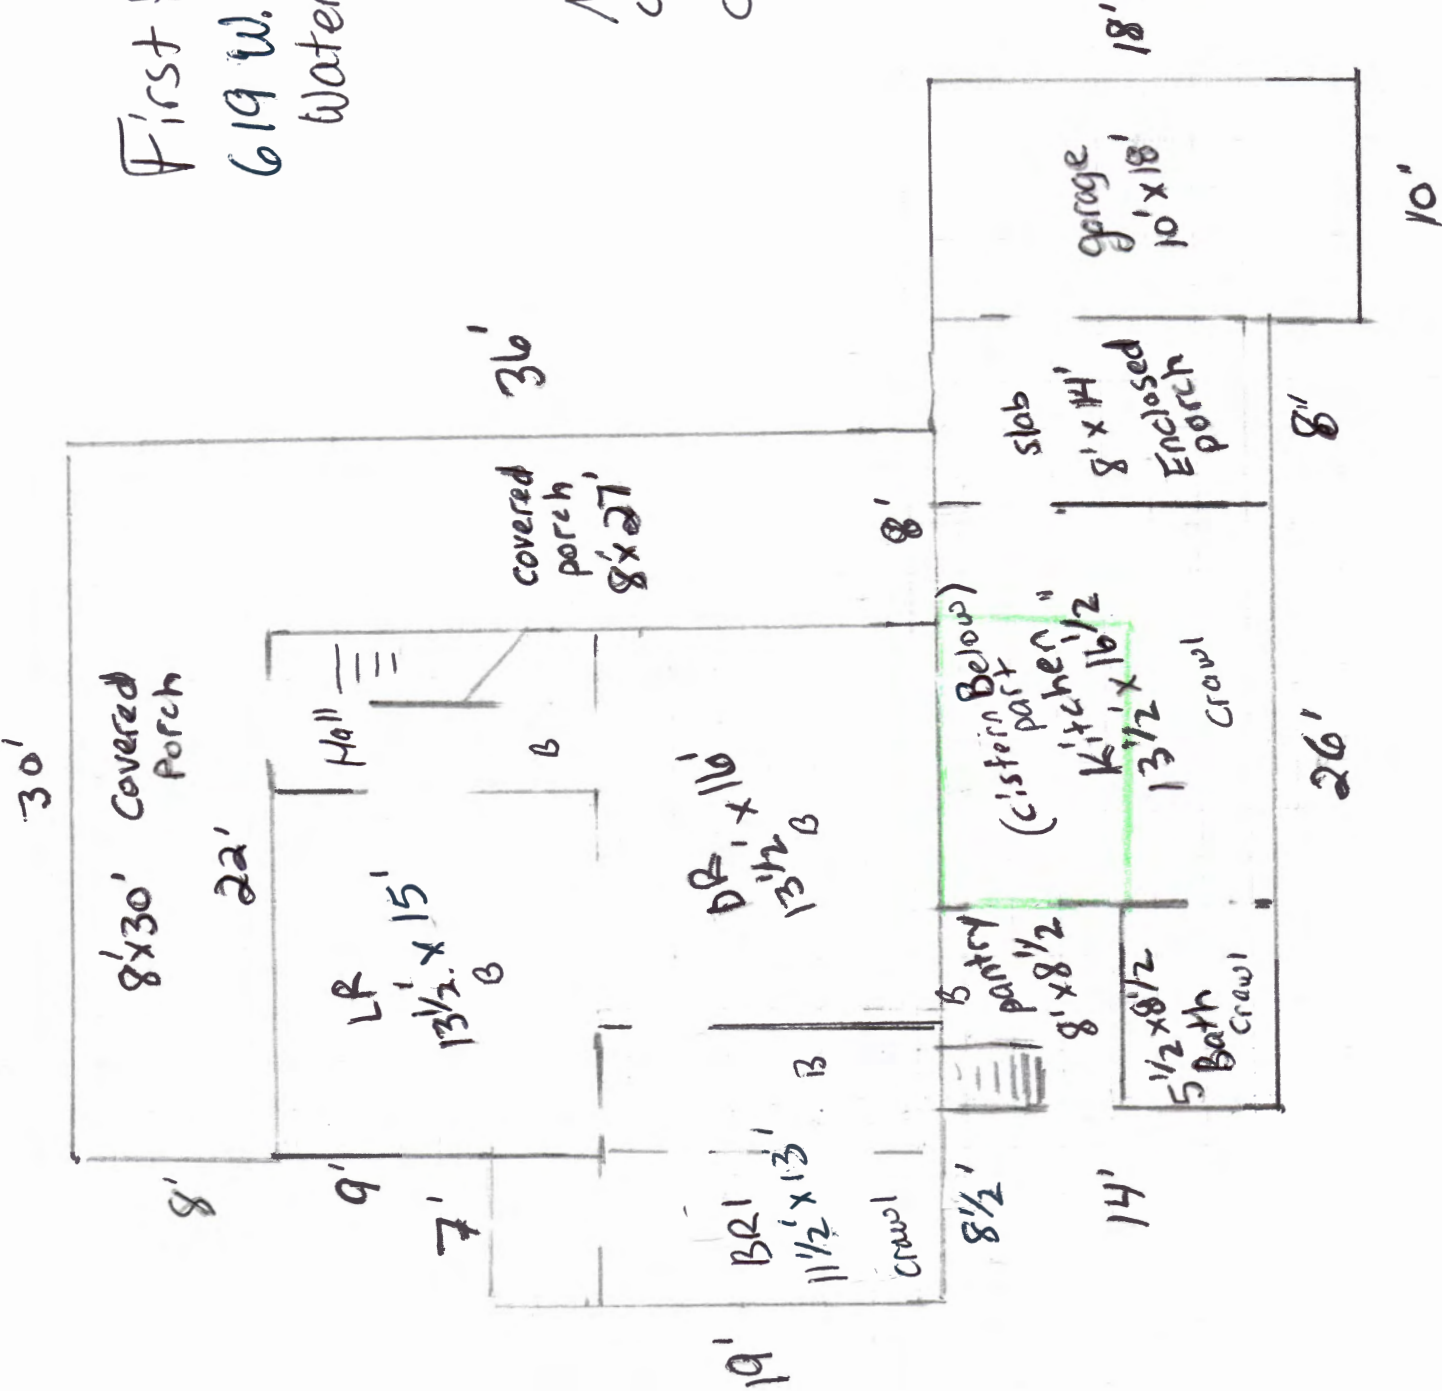 First
619 W.
Water
18'
garage
10' x 18'
10'
36'
slab
8' x 14'
Enclosed
porch
8'
covered
porch
8' x 27'
8'
30'
Covered
Porch
8' x 30'
22'
Hall
B
(cistern Below)
part
Kitchen
13 1/2' x 16 1/2"
crawl
26'
DR
13 1/2' x 16'
B
LR
13 1/2' x 15'
B
B
pantry
8' x 8 1/2
5 1/2 x 8 1/2
Bath
crawl
B
8'
9'
7'
BR1
11 1/2' x 13'
crawl
8 1/2'
14'
19'